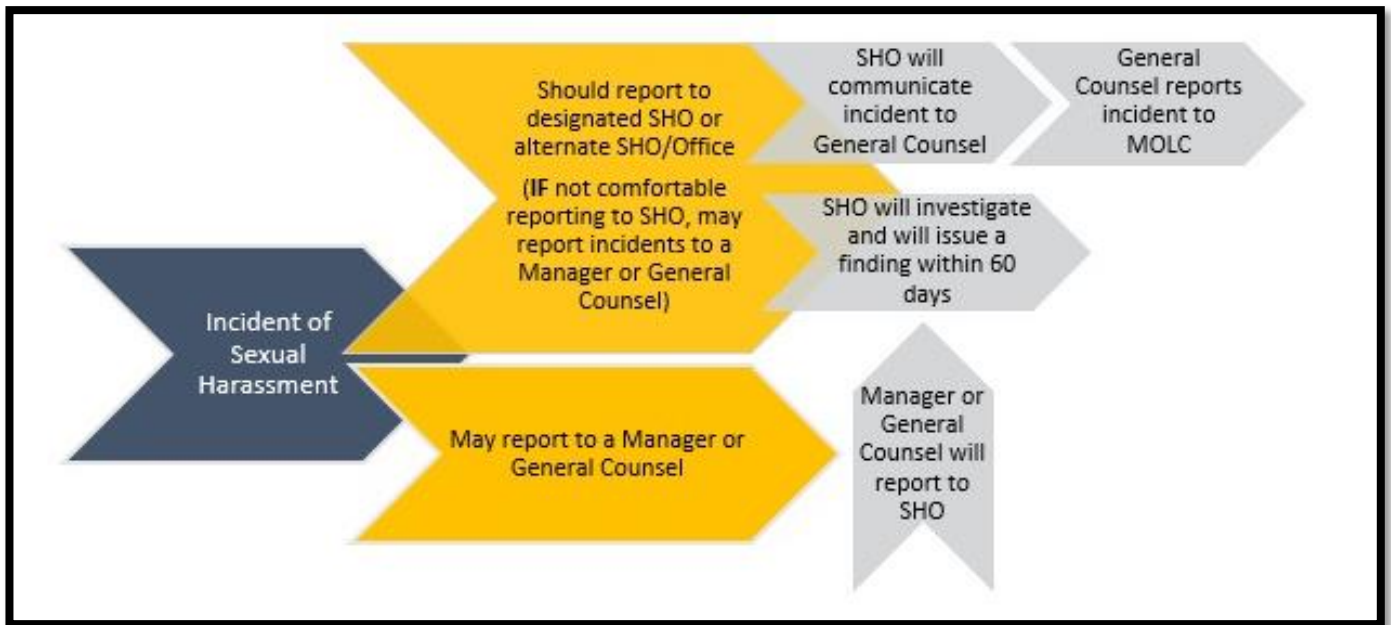 Incident of
Sexual
Harassment
Should report to
designated SHO or
alternate SHO/Office
(IF not comfortable
reporting to SHO, may
report incidents to a
Manager or General
Counsel)
SHO will
communicate
incident to
General Counsel
General
Counsel reports
incident to
MOLC
SHO will investigate
and will issue a
finding within 60
days
May report to a Manager or
General Counsel
Manager or
General
Counsel will
report to
SHO